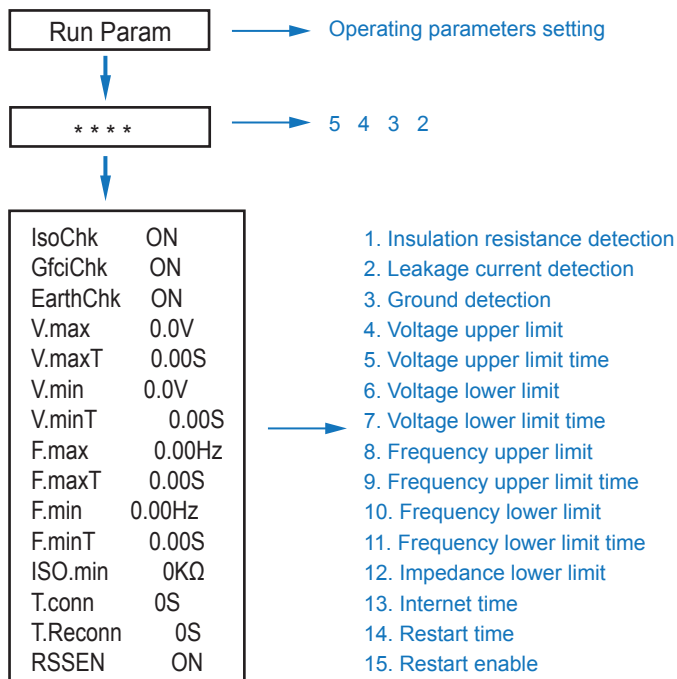 Run Param
Operating parameters setting
* * * *
5 4 3 2
IsoChk ON
GfciChk ON
EarthChk ON
V.max 0.0V
V.maxT 0.00S
V.min 0.0V
V.minT 0.00S
F.max 0.00Hz
F.maxT 0.00S
F.min 0.00Hz
F.minT 0.00S
ISO.min 0KΩ
T.conn 0S
T.Reconn 0S
RSSEN ON
1. Insulation resistance detection
2. Leakage current detection
3. Ground detection
4. Voltage upper limit
5. Voltage upper limit time
6. Voltage lower limit
7. Voltage lower limit time
8. Frequency upper limit
9. Frequency upper limit time
10. Frequency lower limit
11. Frequency lower limit time
12. Impedance lower limit
13. Internet time
14. Restart time
15. Restart enable